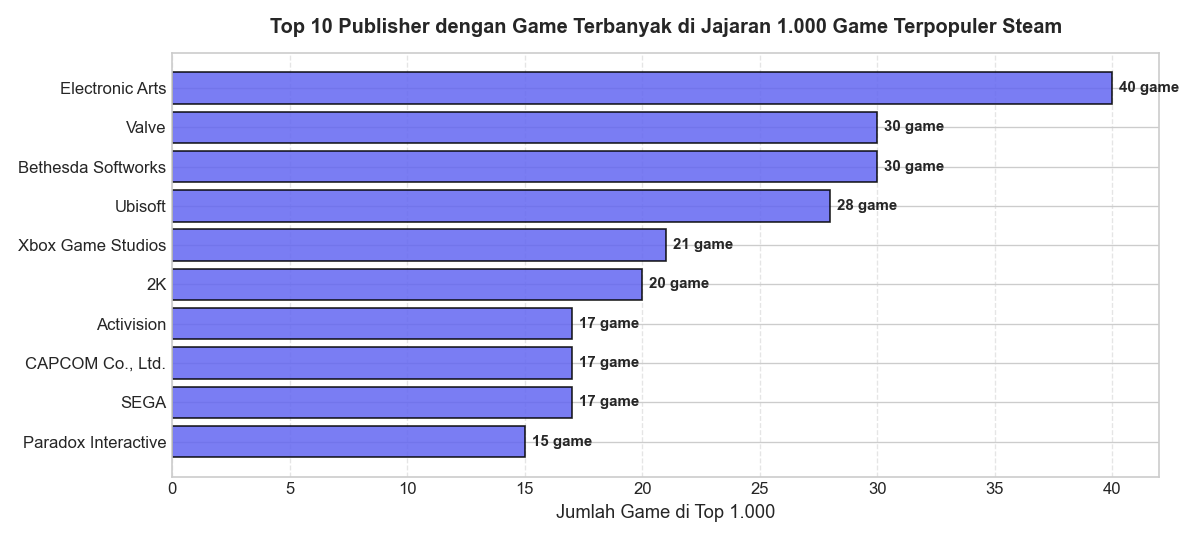 Top 10 Publisher dengan Game Terbanyak di Jajaran 1.000 Game Terpopuler Steam
Electronic Arts 40 game
Valve 30 game
Bethesda Softworks 30 game
Ubisoft 28 game
Xbox Game Studios 21 game
2K 20 game
Activision 17 game
CAPCOM Co., Ltd. 17 game
SEGA 17 game
Paradox Interactive 15 game
0 5 10 15 20 25 30 35 40
Jumlah Game di Top 1.000